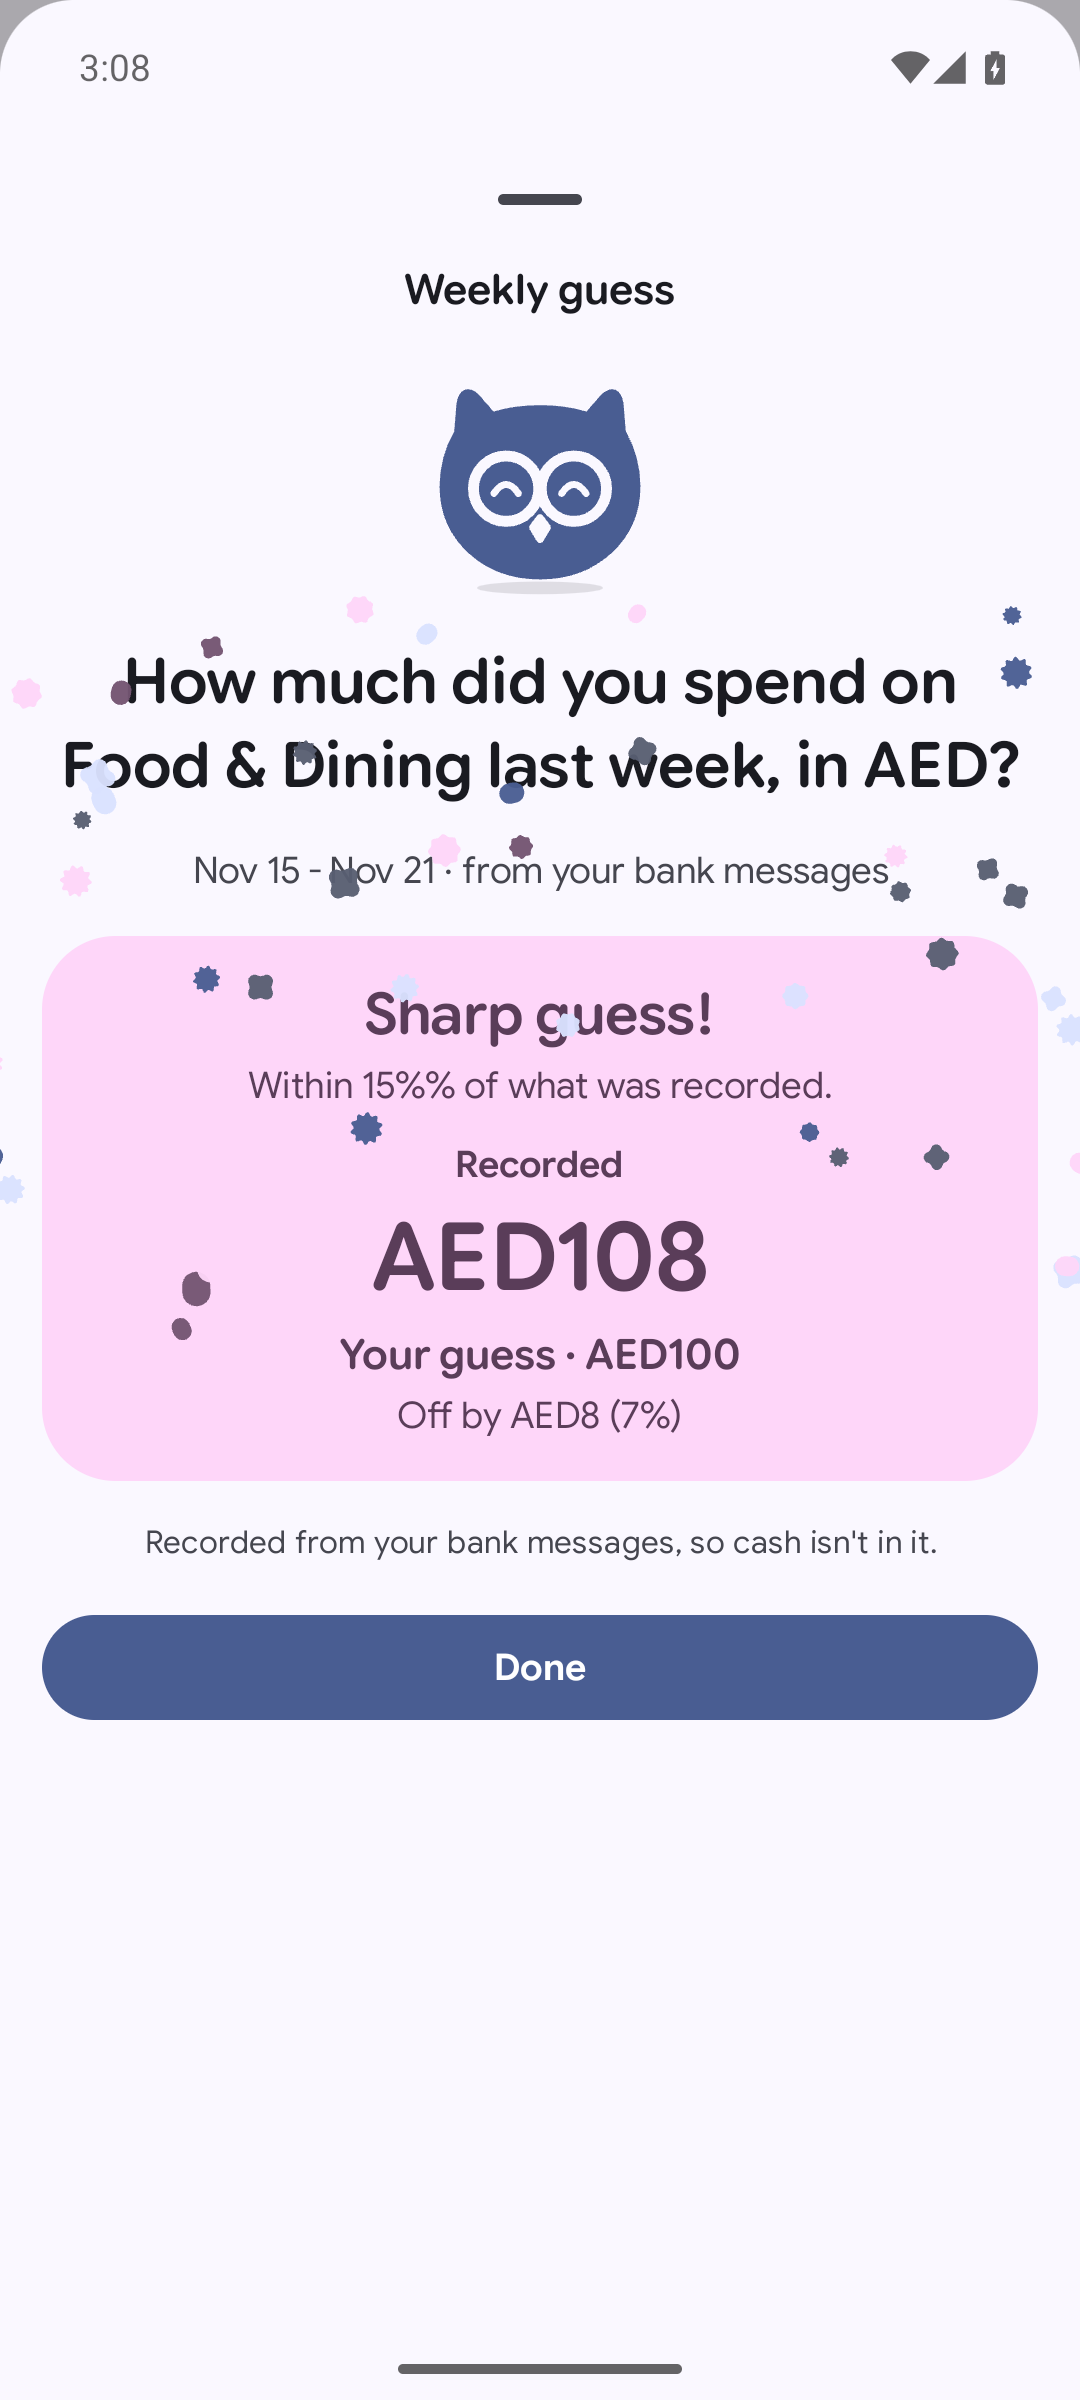 3:08
Weekly guess
How much did you spend on
Food & Dining last week, in AED?
Nov 15 - Nov 21 · from your bank messages
Sharp guess!
Within 15%% of what was recorded.
Recorded
AED108
Your guess · AED100
Off by AED8 (7%)
Recorded from your bank messages, so cash isn't in it.
Done